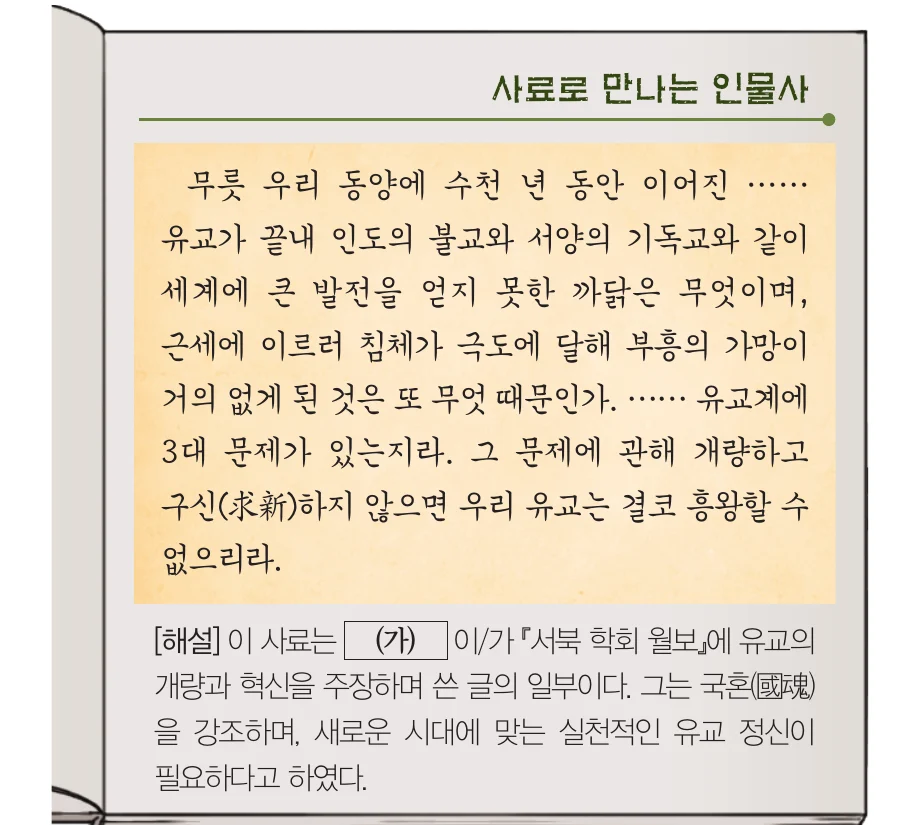 사료로 만나는 인물사
무릇 우리 동양에 수천 년 동안 이어진 ……
유교가 끝내 인도의 불교와 서양의 기독교와 같이
세계에 큰 발전을 얻지 못한 까닭은 무엇이며,
근세에 이르러 침체가 극도에 달해 부흥의 가망이
거의 없게 된 것은 또 무엇 때문인가. …… 유교계에
3대 문제가 있는지라. 그 문제에 관해 개량하고
구신(求新)하지 않으면 우리 유교는 결코 흥왕할 수
없으리라.
[해설] 이 사료는 (가) 이/가 『서북 학회 월보』에 유교의
개량과 혁신을 주장하며 쓴 글의 일부이다. 그는 국혼(國魂)
을 강조하며, 새로운 시대에 맞는 실천적인 유교 정신이
필요하다고 하였다.